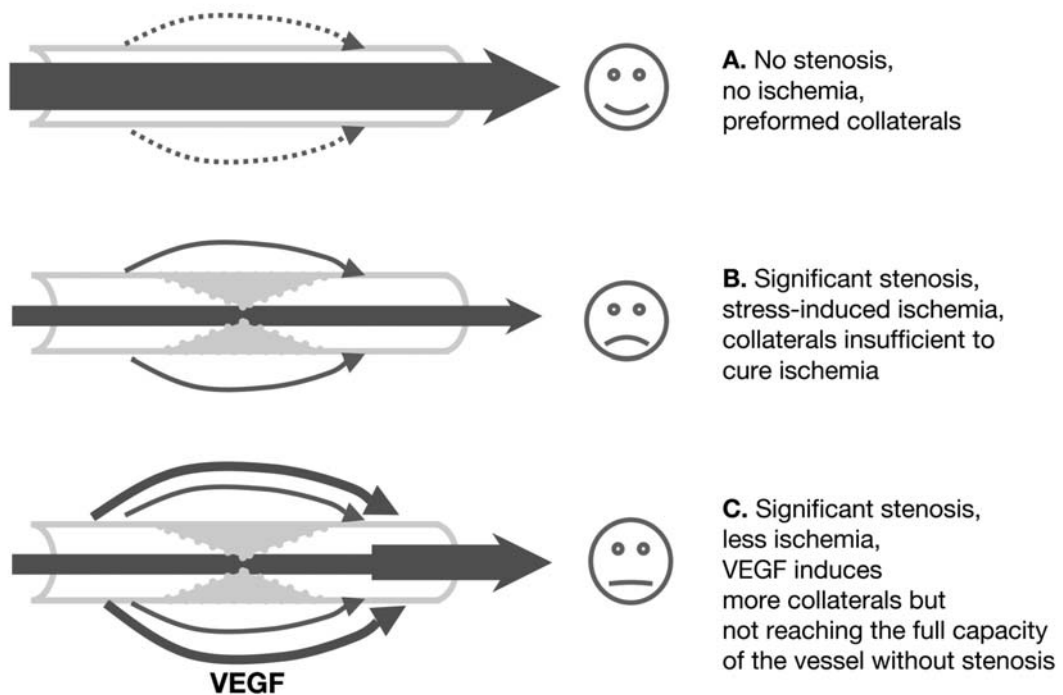 A. No stenosis,
no ischemia,
preformed collaterals
B. Significant stenosis,
stress-induced ischemia,
collaterals insufficient to
cure ischemia
C. Significant stenosis,
less ischemia,
VEGF induces
more collaterals but
not reaching the full capacity
of the vessel without stenosis
VEGF